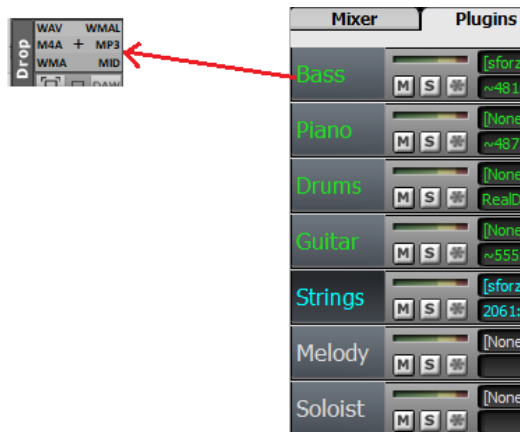 Drop
WAV WMAL
M4A + MP3
WMA MID
DAW
Mixer Plugins
Bass
M S
[sforz
~481
Piano
M S
[None
~487
Drums
M S
[None
RealD
Guitar
M S
[None
~555
Strings
M S
[sforz
2061:
Melody
M S
[None
Soloist
M S
[None